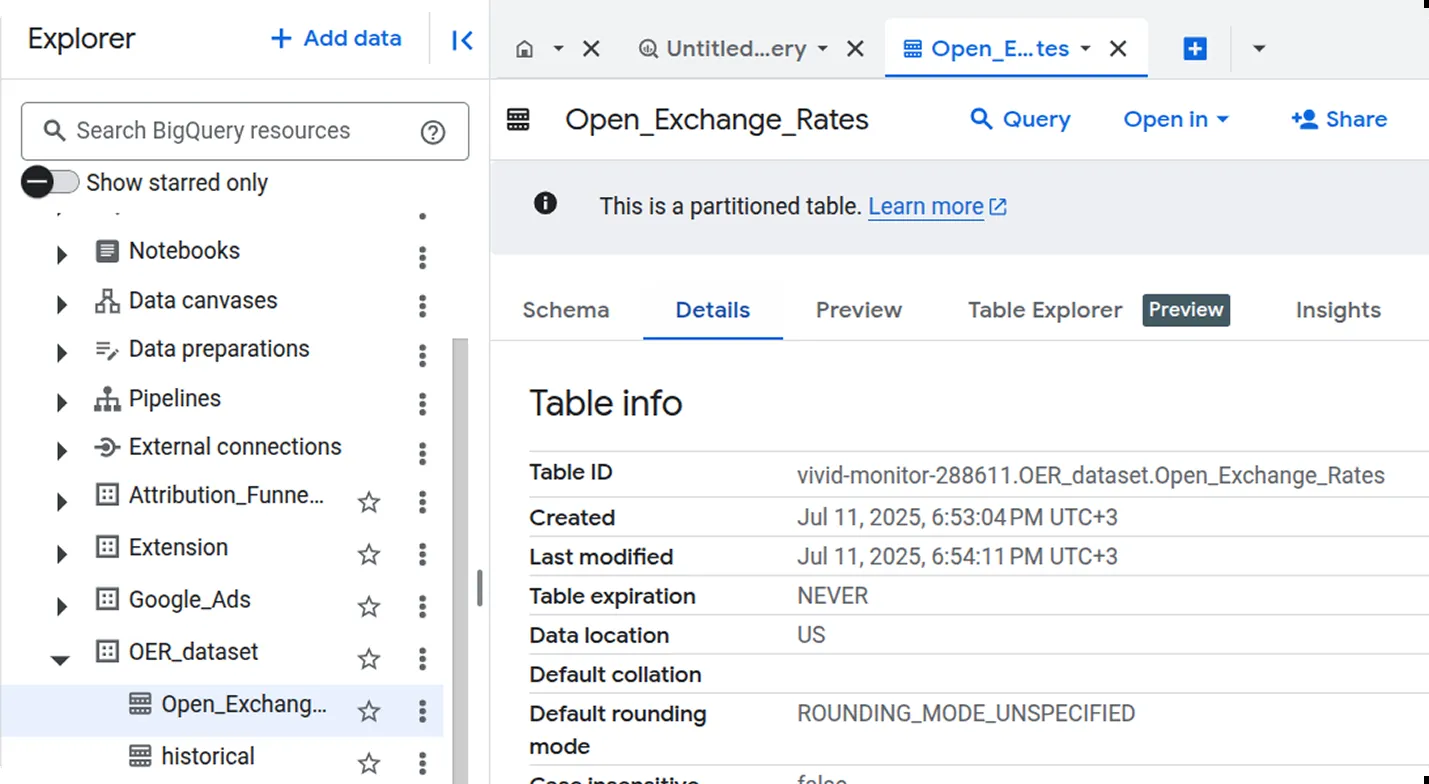 Explorer
Add data
Search BigQuery resources
Show starred only
Notebooks
Data canvases
Data preparations
Pipelines
External connections
Attribution_Funne...
Extension
Google_Ads
OER_dataset
Open_Exchang...
historical
Untitled...ery
Open_E...tes
Open_Exchange_Rates
Query
Open in
Share
This is a partitioned table. Learn more
Schema Details Preview Table Explorer Preview Insights
Table info
Table ID vivid-monitor-288611.OER_dataset.Open_Exchange_Rates
Created Jul 11, 2025, 6:53:04 PM UTC+3
Last modified Jul 11, 2025, 6:54:11 PM UTC+3
Table expiration NEVER
Data location US
Default collation
Default rounding ROUNDING_MODE_UNSPECIFIED
mode
Case insensitive false